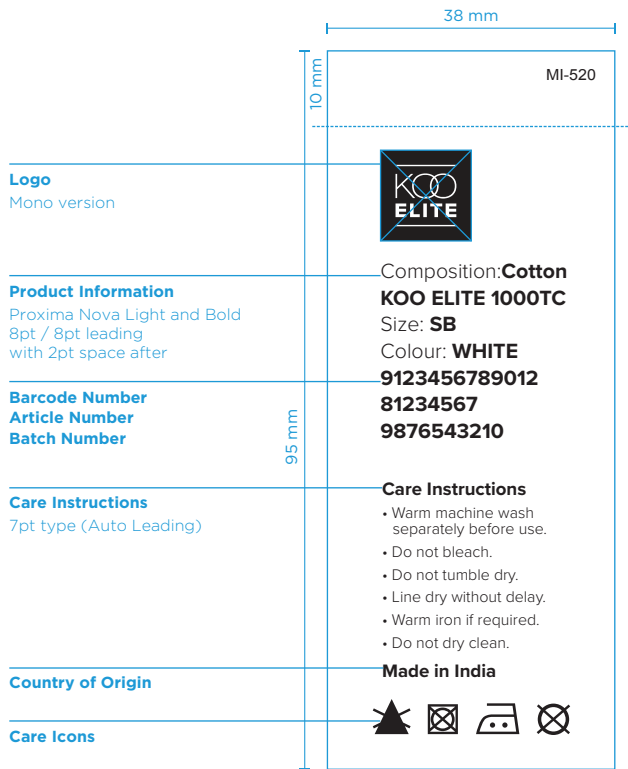 38 mm
10 mm
MI-520
KOO
ELITE
Logo
Mono version
Composition:Cotton
KOO ELITE 1000TC
Size: SB
Colour: WHITE
9123456789012
81234567
9876543210
Product Information
Proxima Nova Light and Bold
8pt / 8pt leading
with 2pt space after
Barcode Number
Article Number
Batch Number
95 mm
Care Instructions
7pt type (Auto Leading)
Care Instructions
• Warm machine wash
separately before use.
• Do not bleach.
• Do not tumble dry.
• Line dry without delay.
• Warm iron if required.
• Do not dry clean.
Made in India
Country of Origin
Care Icons